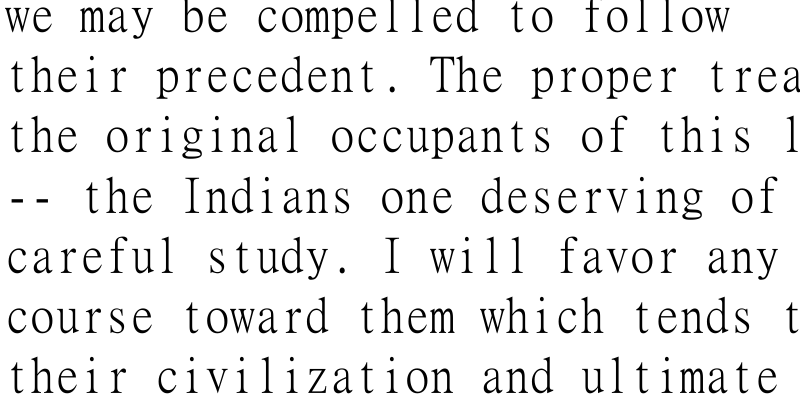 we may be compelled to follow
their precedent. The proper trea
the original occupants of this l
-- the Indians one deserving of
careful study. I will favor any
course toward them which tends t
their civilization and ultimate